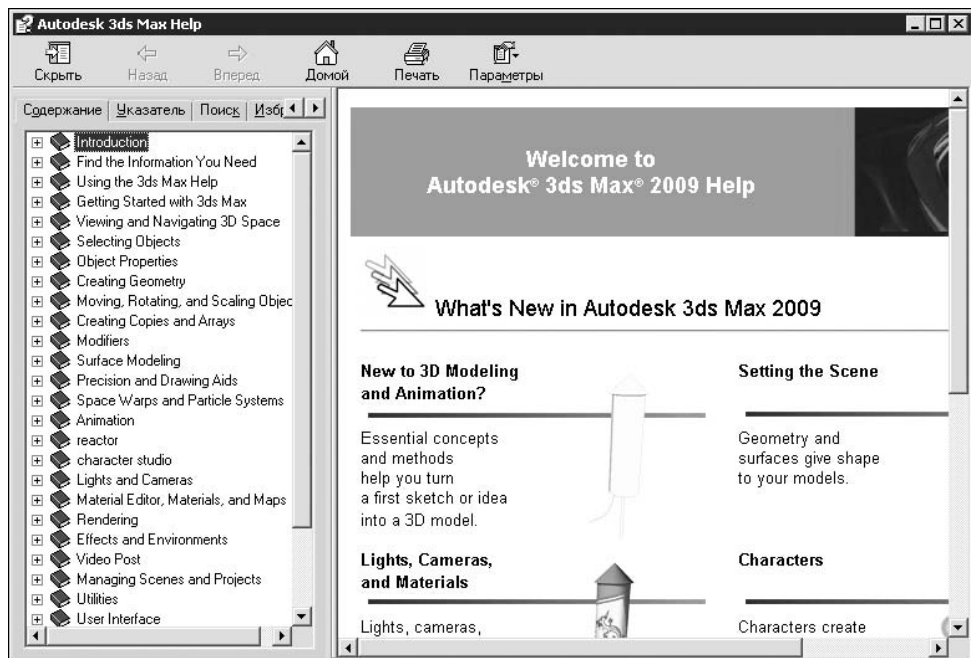 Autodesk 3ds Max Help
Скрыть
Назад
Вперед
Домой
Печать
Параметры
Содержание
Указатель
Поиск
Избр
Introduction
Find the Information You Need
Using the 3ds Max Help
Getting Started with 3ds Max
Viewing and Navigating 3D Space
Selecting Objects
Object Properties
Creating Geometry
Moving, Rotating, and Scaling Objec
Creating Copies and Arrays
Modifiers
Surface Modeling
Precision and Drawing Aids
Space Warps and Particle Systems
Animation
reactor
character studio
Lights and Cameras
Material Editor, Materials, and Maps
Rendering
Effects and Environments
Video Post
Managing Scenes and Projects
Utilities
User Interface
Welcome to
Autodesk® 3ds Max® 2009 Help
What's New in Autodesk 3ds Max 2009
New to 3D Modeling
and Animation?
Essential concepts
and methods
help you turn
a first sketch or idea
into a 3D model.
Setting the Scene
Geometry and
surfaces give shape
to your models.
Lights, Cameras,
and Materials
Lights, cameras,
Characters
Characters create